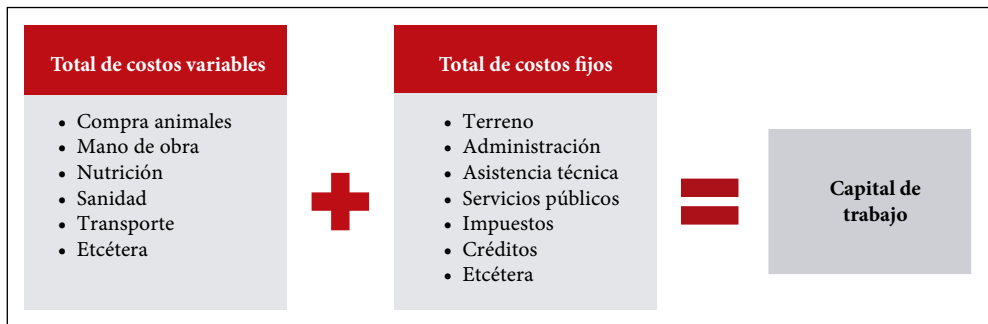 Total de costos variables
• Compra animales
• Mano de obra
• Nutrición
• Sanidad
• Transporte
• Etcétera
Total de costos fijos
• Terreno
• Administración
• Asistencia técnica
• Servicios públicos
• Impuestos
• Créditos
• Etcétera
Capital de
trabajo